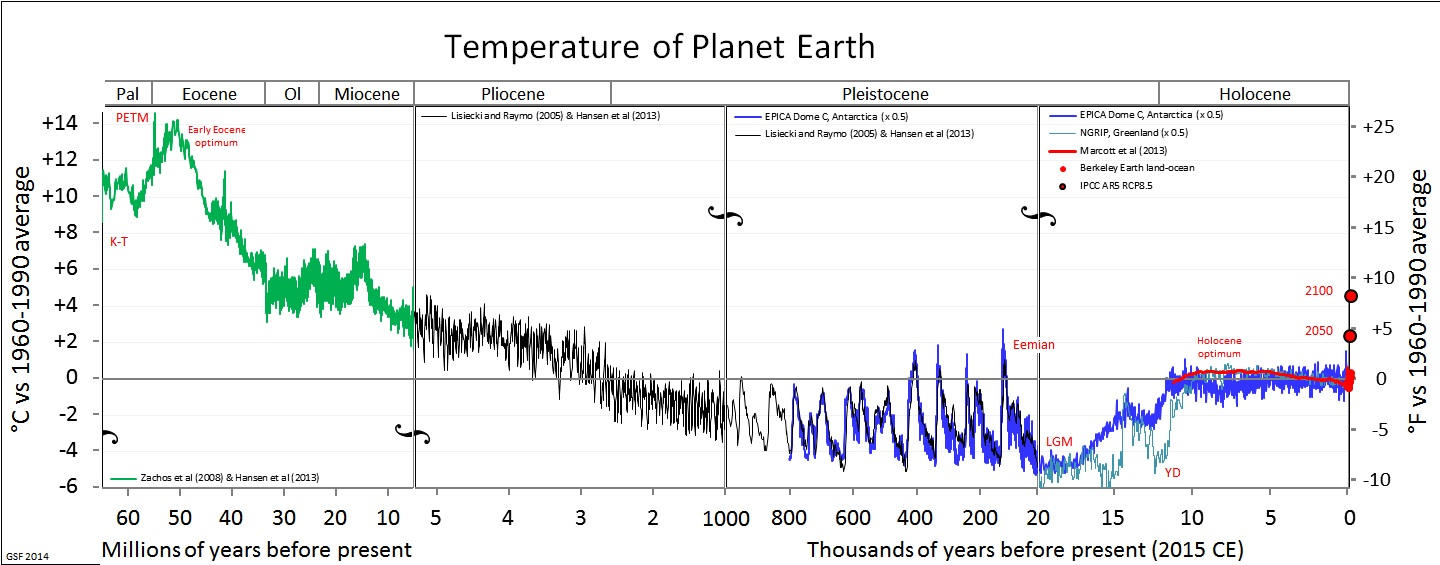 Temperature of Planet Earth
Pal Eocene Ol Miocene Pliocene Pleistocene Holocene
°C vs 1960-1990 average
+14
+12
+10
+8
+6
+4
+2
0
-2
-4
-6
PETM
Early Eocene
optimum
K-T
Zachos et al (2008) & Hansen et al (2013)
Lisiecki and Raymo (2005) & Hansen et al (2013)
EPICA Dome C, Antarctica (x 0.5)
Lisiecki and Raymo (2005) & Hansen et al (2013)
Eemian
EPICA Dome C, Antarctica (x 0.5)
NGRIP, Greenland (x 0.5)
Marcott et al (2013)
Berkeley Earth land-ocean
IPCC AR5 RCP8.5
2100
2050
Holocene
optimum
LGM
YD
+25
+20
+15
+10
+5
0
-5
-10
°F vs 1960-1990 average
60 50 40 30 20 10 5 4 3 2 1000 800 600 400 200 20 15 10 5 0
Millions of years before present
Thousands of years before present (2015 CE)
GSF 2014